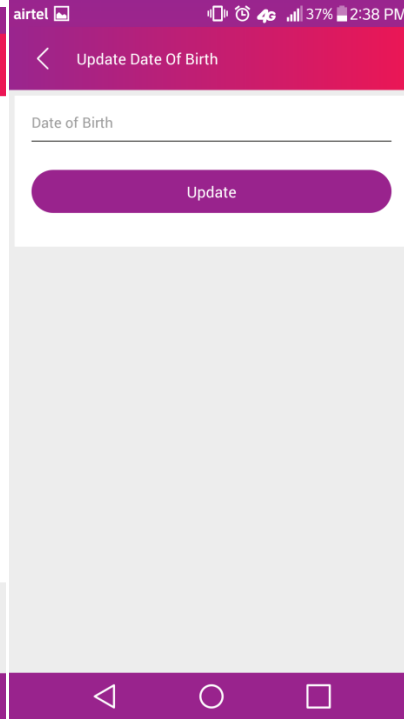 airtel 4G 37% 2:38 PM
Update Date Of Birth
Date of Birth
Update